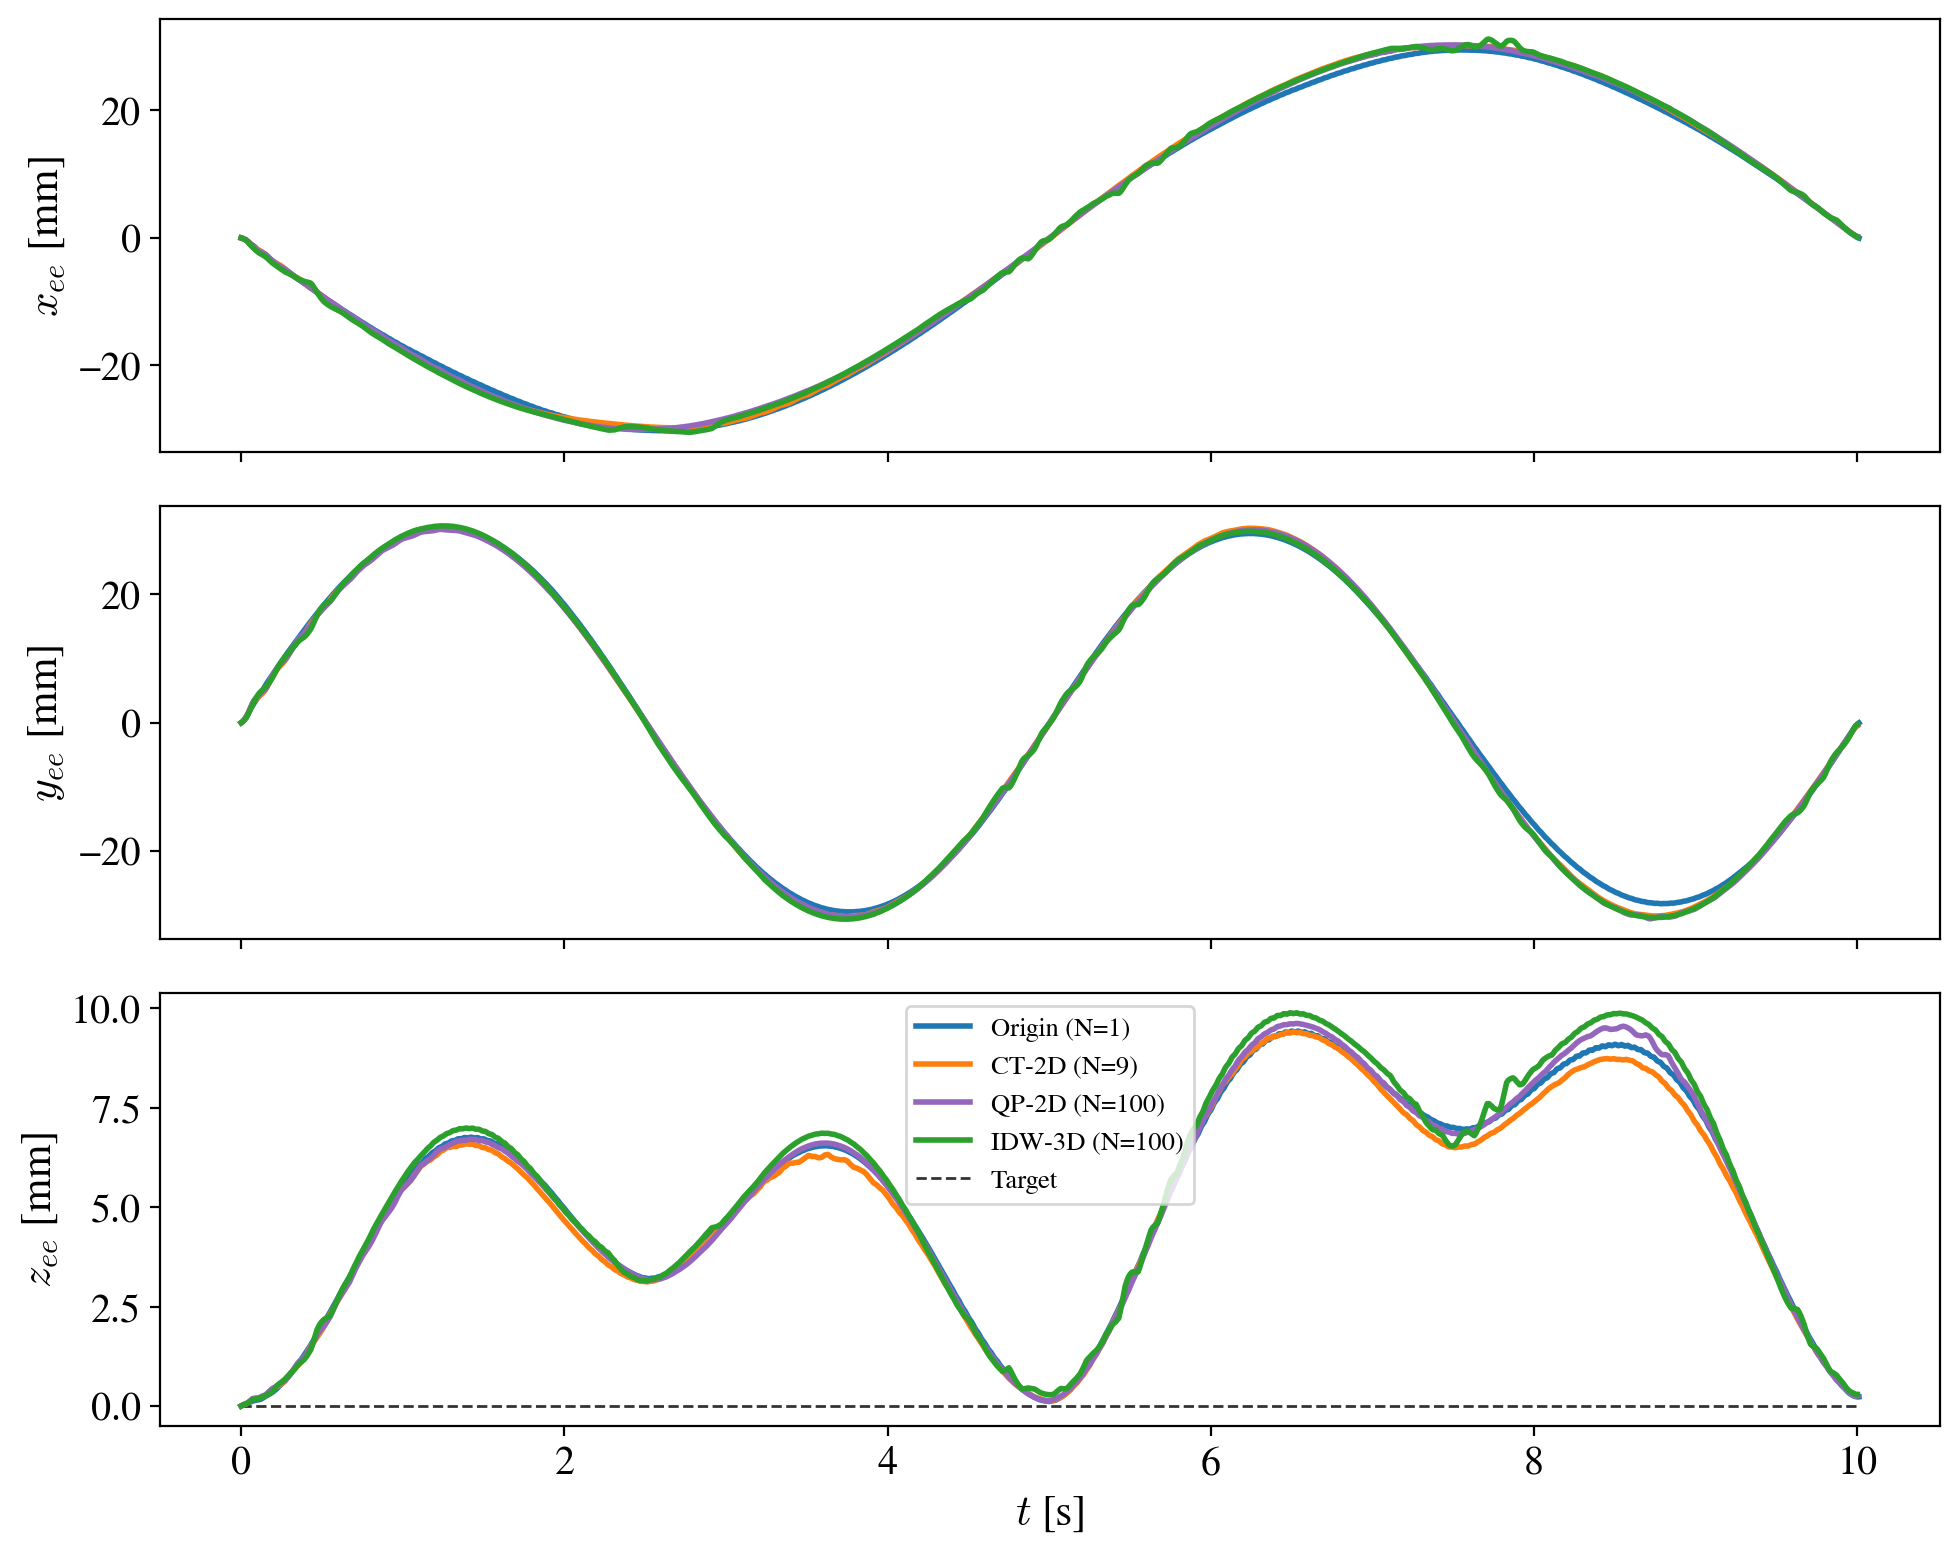 20
0
−20
x_ee [mm]
20
0
−20
y_ee [mm]
10.0
7.5
5.0
2.5
0.0
z_ee [mm]
Origin (N=1)
CT-2D (N=9)
QP-2D (N=100)
IDW-3D (N=100)
Target
0 2 4 6 8 10
t [s]